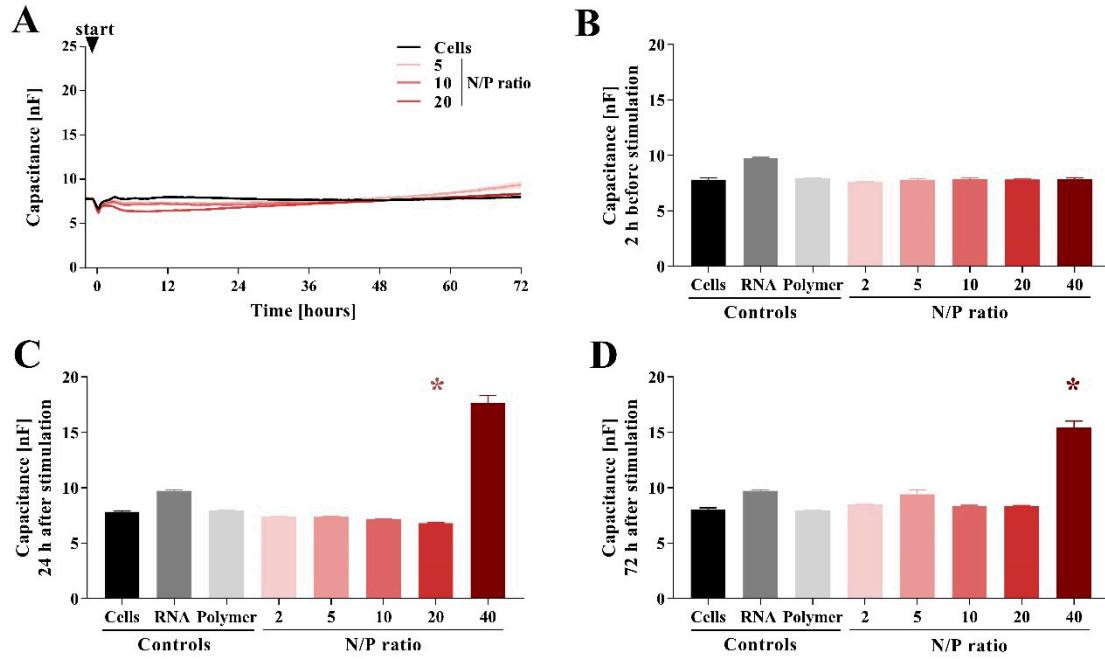 A
start
Capacitance [nF]
25
20
15
10
5
0
Cells
5
10
20
N/P ratio
0 12 24 36 48 60 72
Time [hours]
B
Capacitance [nF]
2 h before stimulation
20
15
10
5
0
Cells RNA Polymer 2 5 10 20 40
Controls N/P ratio
C
Capacitance [nF]
24 h after stimulation
20
15
10
5
0
*
Cells RNA Polymer 2 5 10 20 40
Controls N/P ratio
D
Capacitance [nF]
72 h after stimulation
20
15
10
5
0
*
Cells RNA Polymer 2 5 10 20 40
Controls N/P ratio